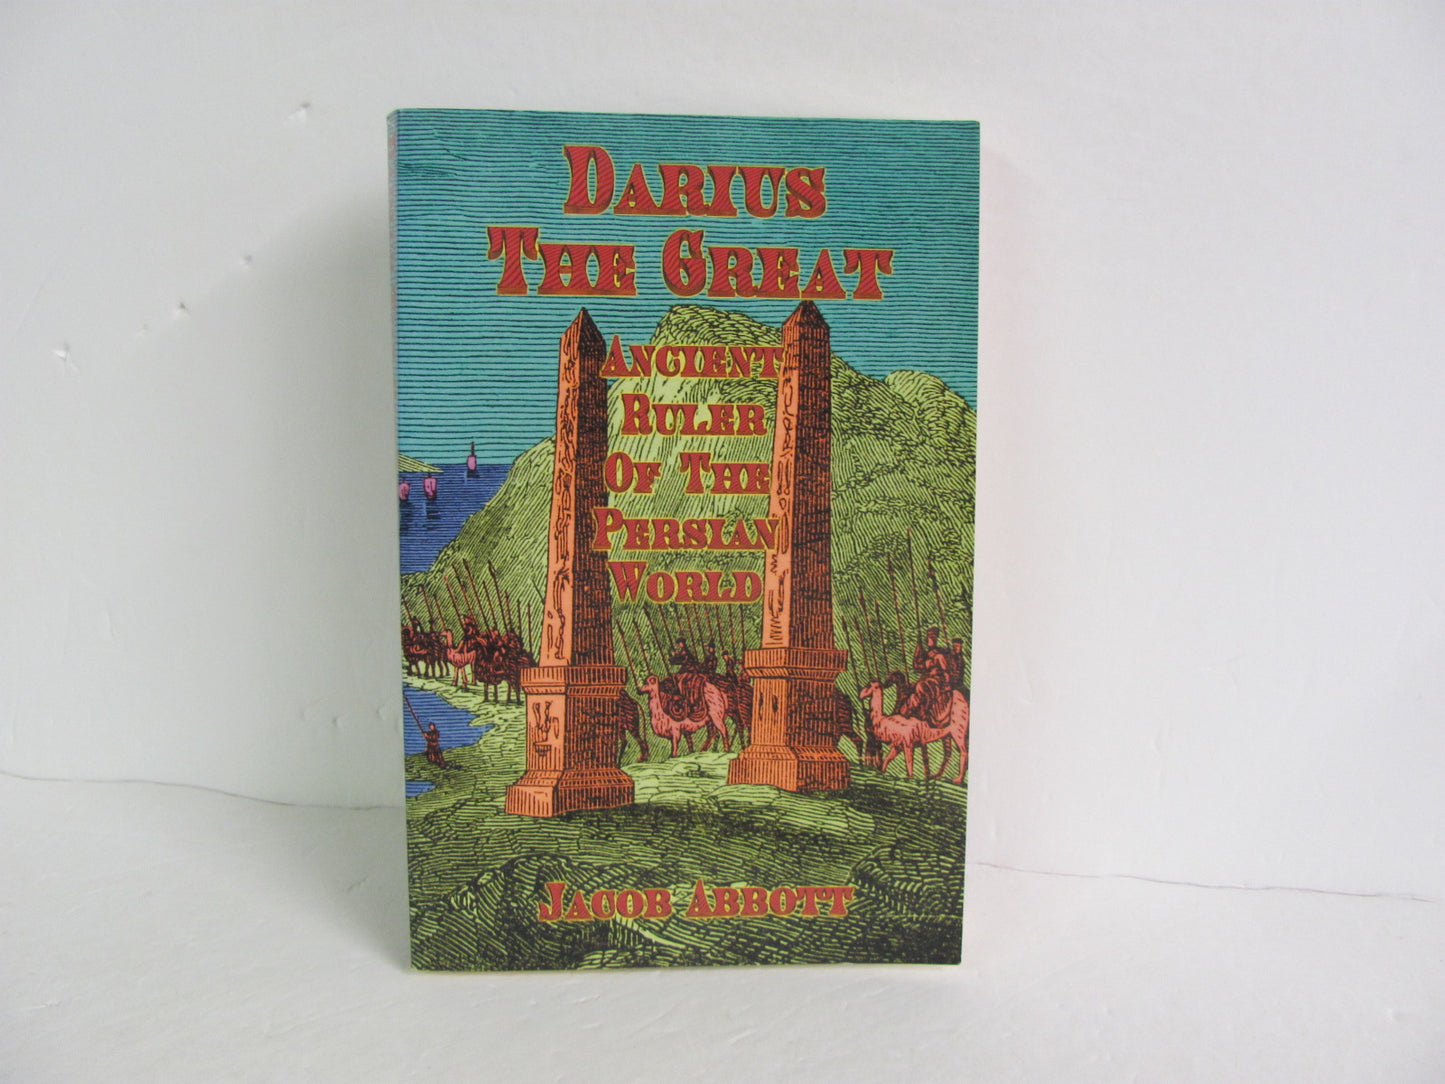 DARIUS
THE GREAT
ANCIENT
RULER
OF THE
PERSIAN
WORLD
JACOB ABBOTT